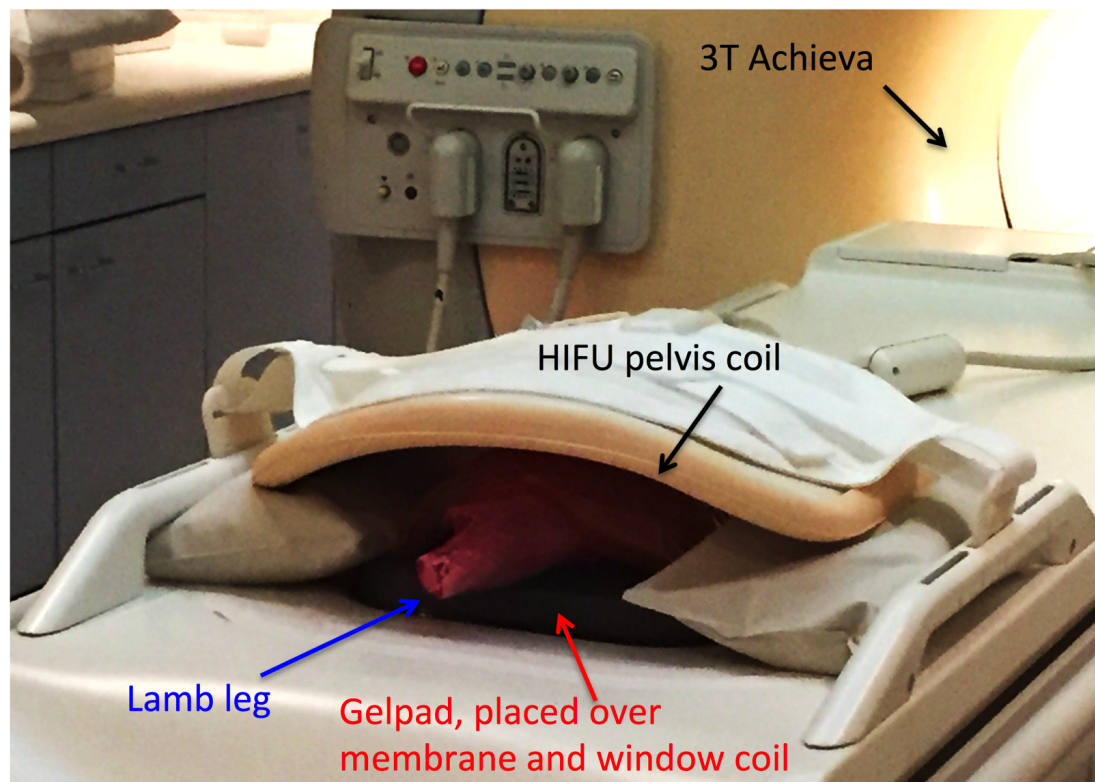 3T Achieva
HIFU pelvis coil
Lamb leg
Gelpad, placed over
membrane and window coil